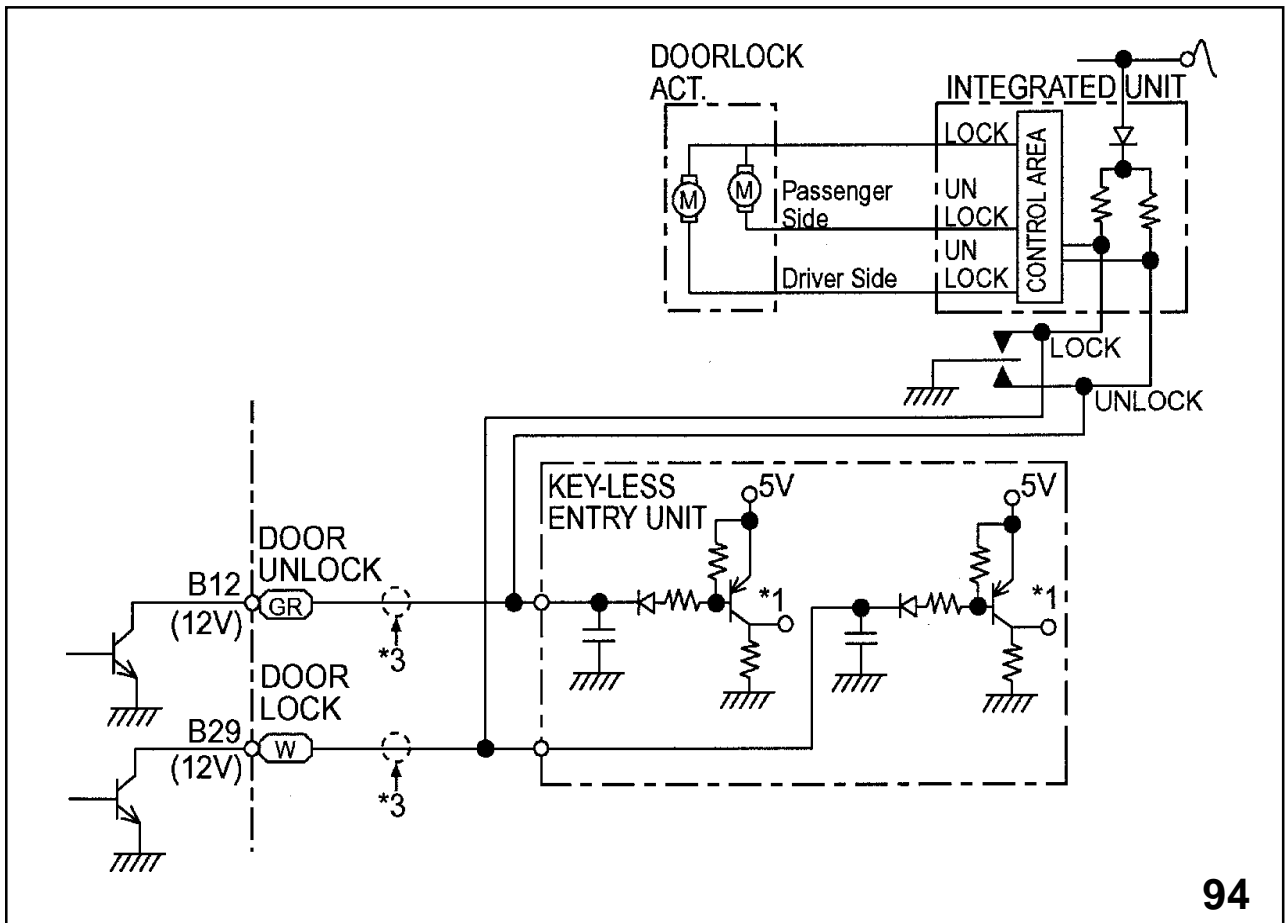 DOORLOCK
ACT.
INTEGRATED UNIT
LOCK
UN
LOCK
UN
LOCK
CONTROL AREA
M
M
Passenger
Side
Driver Side
LOCK
UNLOCK
KEY-LESS
ENTRY UNIT
5V
5V
*1
*1
DOOR
UNLOCK
B12
(12V)
GR
*3
DOOR
LOCK
B29
(12V)
W
*3
94